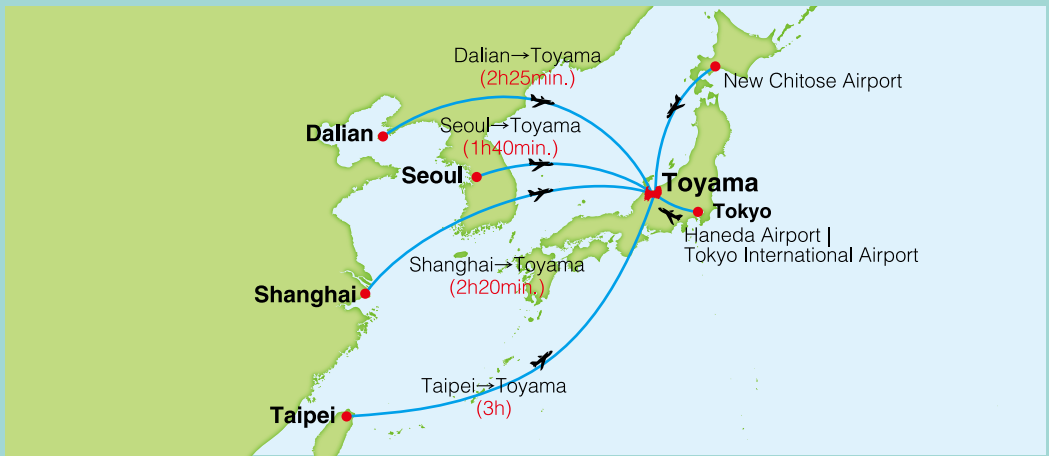 Dalian→Toyama
(2h25min.)
New Chitose Airport
Dalian
Seoul→Toyama
(1h40min.)
Seoul
Toyama
Tokyo
Haneda Airport |
Tokyo International Airport
Shanghai→Toyama
(2h20min.)
Shanghai
Taipei→Toyama
(3h)
Taipei